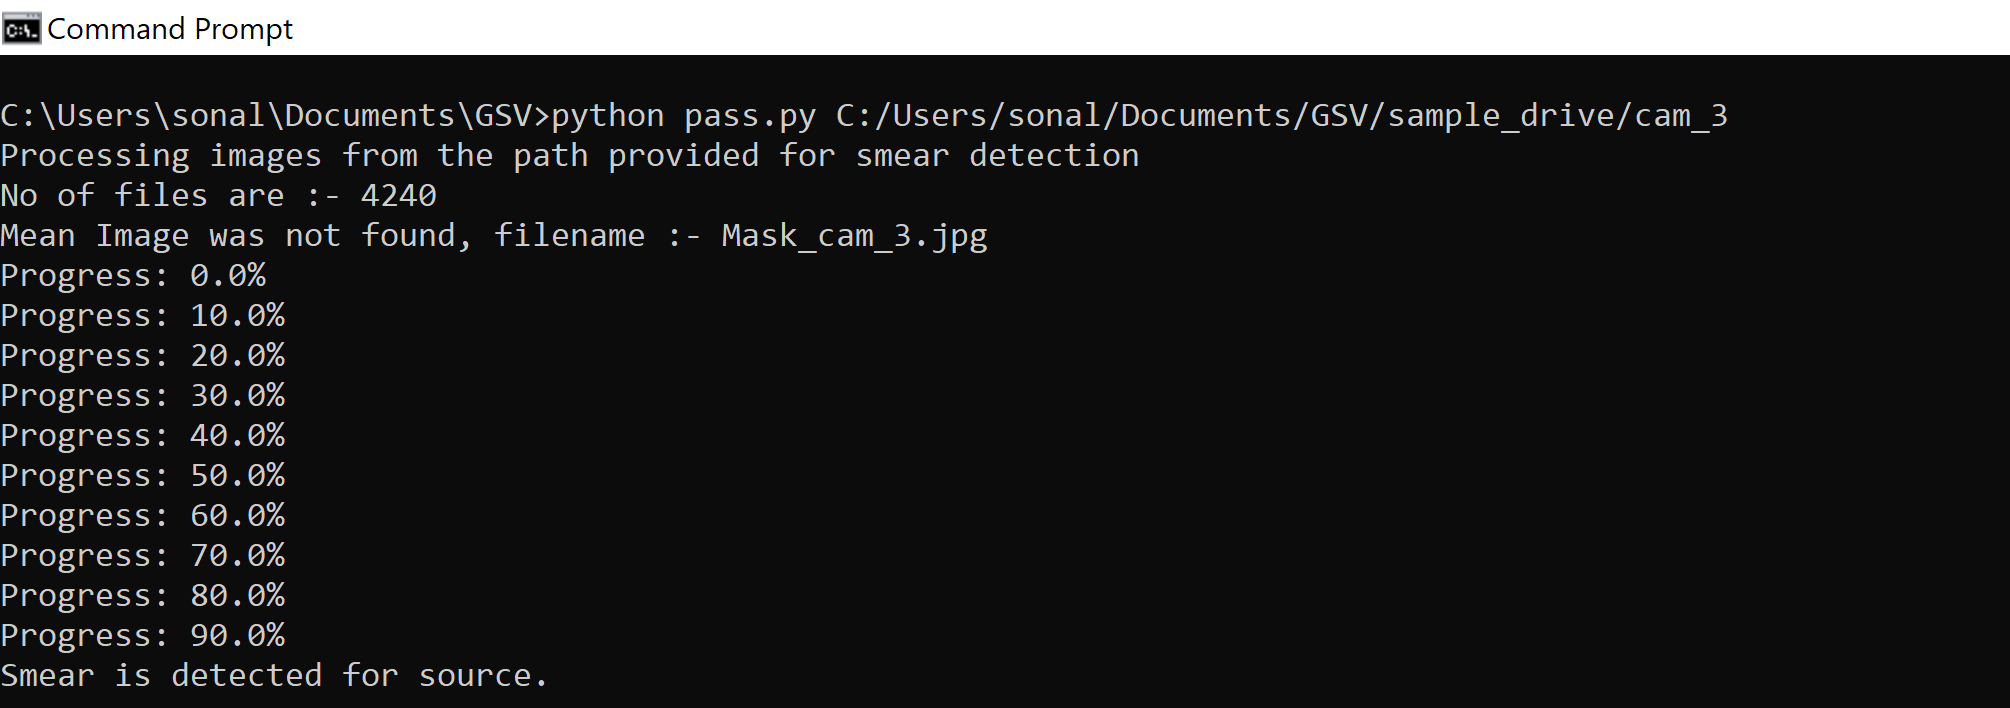 Command Prompt
C:\Users\sonal\Documents\GSV>python pass.py C:/Users/sonal/Documents/GSV/sample_drive/cam_3
Processing images from the path provided for smear detection
No of files are :- 4240
Mean Image was not found, filename :- Mask_cam_3.jpg
Progress: 0.0%
Progress: 10.0%
Progress: 20.0%
Progress: 30.0%
Progress: 40.0%
Progress: 50.0%
Progress: 60.0%
Progress: 70.0%
Progress: 80.0%
Progress: 90.0%
Smear is detected for source.